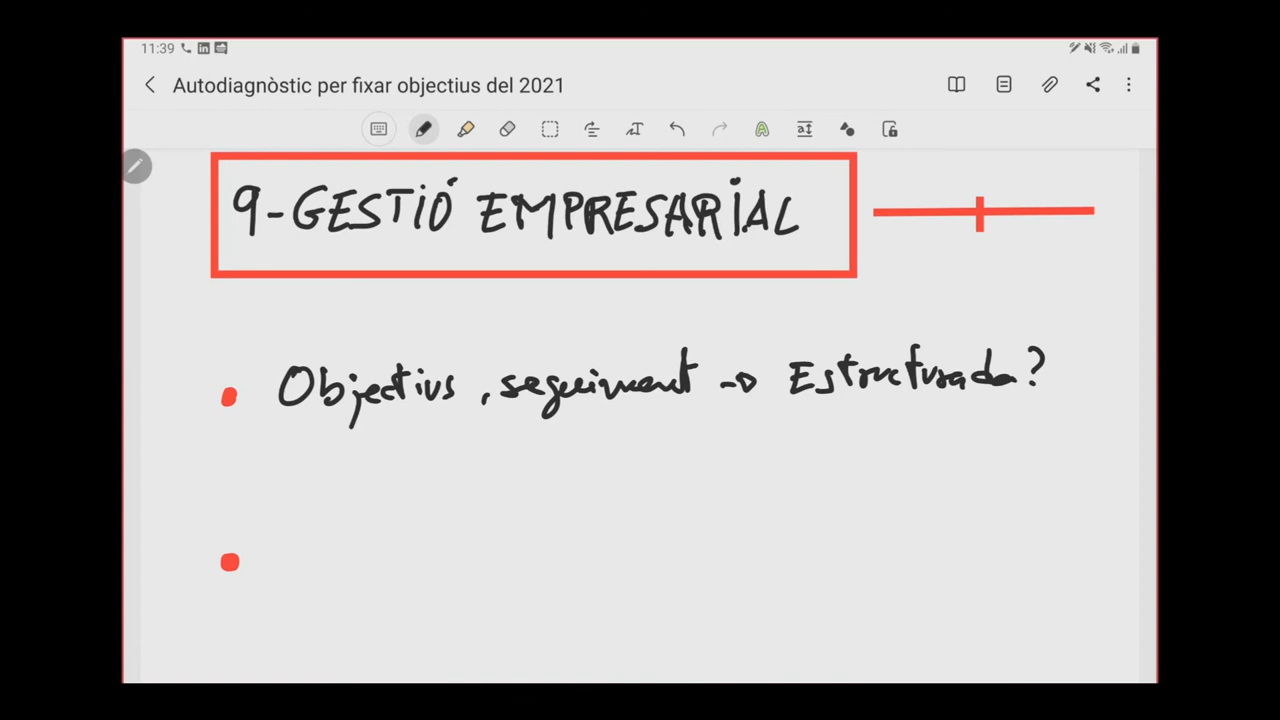 11:39
Autodiagnòstic per fixar objectius del 2021
9-GESTIÓ EMPRESARIAL
Objectius, seguiment → Estructurada?